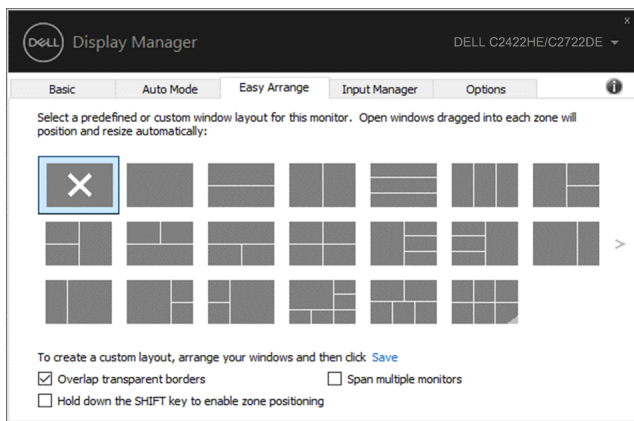 DELL Display Manager
DELL C2422HE/C2722DE
Basic Auto Mode Easy Arrange Input Manager Options
Select a predefined or custom window layout for this monitor. Open windows dragged into each zone will
position and resize automatically:
To create a custom layout, arrange your windows and then click Save
Overlap transparent borders Span multiple monitors
Hold down the SHIFT key to enable zone positioning